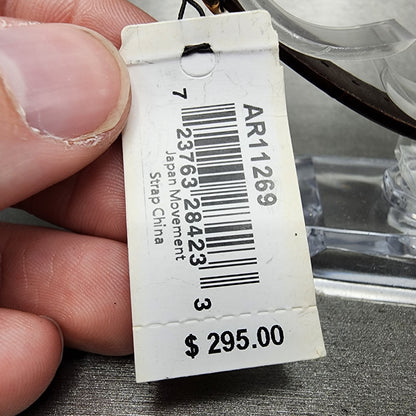 AR11269
7 23763 28423 3
Japan Movement
Strap China
$ 295.00